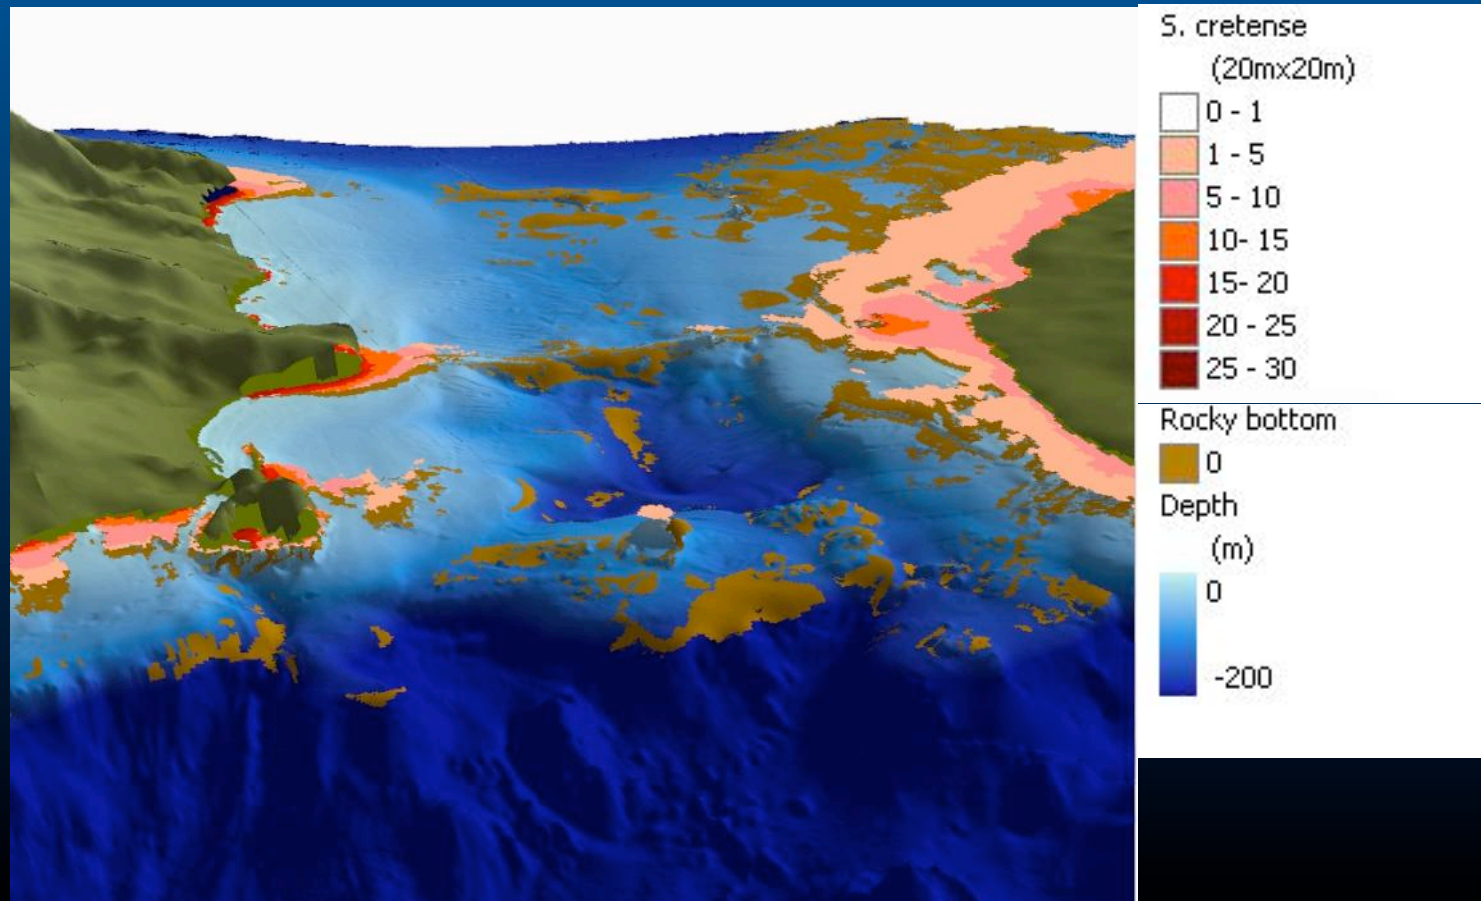 S. cretense
(20mx20m)
0 - 1
1 - 5
5 - 10
10- 15
15- 20
20 - 25
25 - 30
Rocky bottom
0
Depth
(m)
0
-200